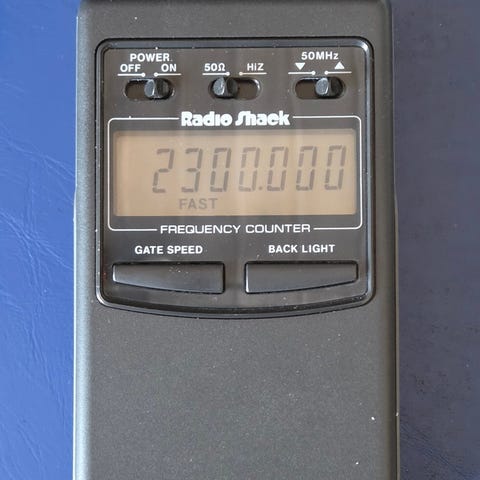 POWER 50MHz
OFF ON 50Ω HiZ ▼ ▲
Radio Shack
2300.000
FAST
FREQUENCY COUNTER
GATE SPEED BACK LIGHT